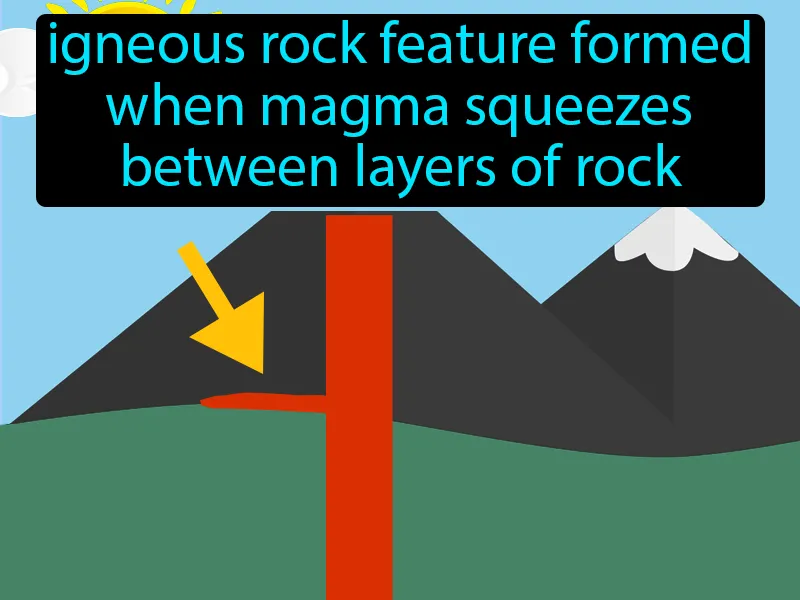 igneous rock feature formed
when magma squeezes
between layers of rock